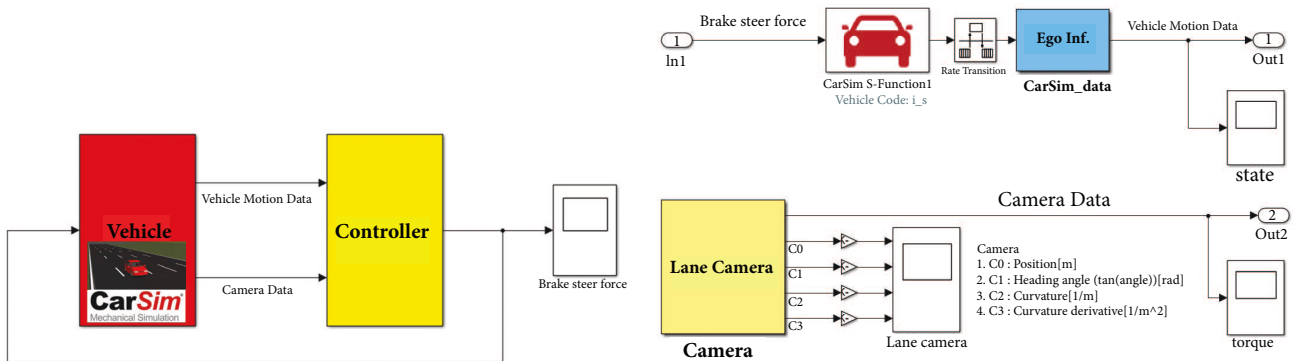 Vehicle
CarSim
Mechanical Simulation
Vehicle Motion Data
Camera Data
Controller
Brake steer force
1
In1
Brake steer force
CarSim S-Function1
Vehicle Code: i_s
Rate Transition
Ego Inf.
CarSim_data
Vehicle Motion Data
1
Out1
state
Lane Camera
Camera
C0
C1
C2
C3
Lane camera
Camera Data
Camera
1. C0 : Position[m]
2. C1 : Heading angle (tan(angle))[rad]
3. C2 : Curvature[1/m]
4. C3 : Curvature derivative[1/m^2]
2
Out2
torque